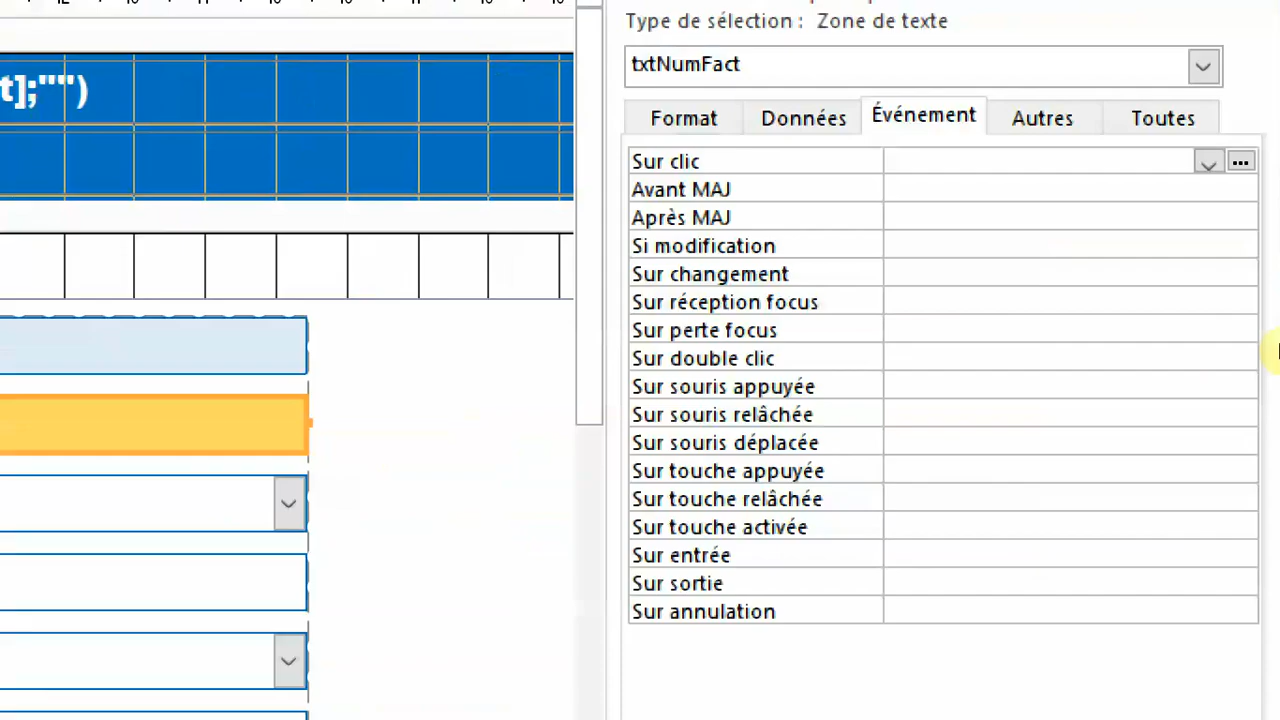 Type de sélection : Zone de texte
t];"")
txtNumFact
Format Données Événement Autres Toutes
Sur clic
Avant MAJ
Après MAJ
Si modification
Sur changement
Sur réception focus
Sur perte focus
Sur double clic
Sur souris appuyée
Sur souris relâchée
Sur souris déplacée
Sur touche appuyée
Sur touche relâchée
Sur touche activée
Sur entrée
Sur sortie
Sur annulation